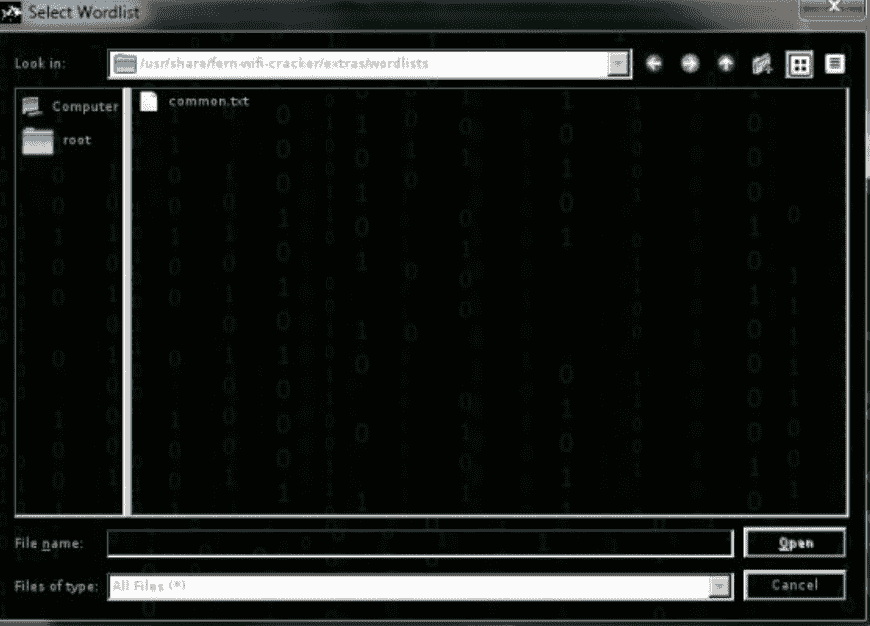 Select Wordlist
Look in: /usr/share/fern-wifi-cracker/extras/wordlists
Computer
root
common.txt
File name:
Open
Files of type: All Files (*)
Cancel